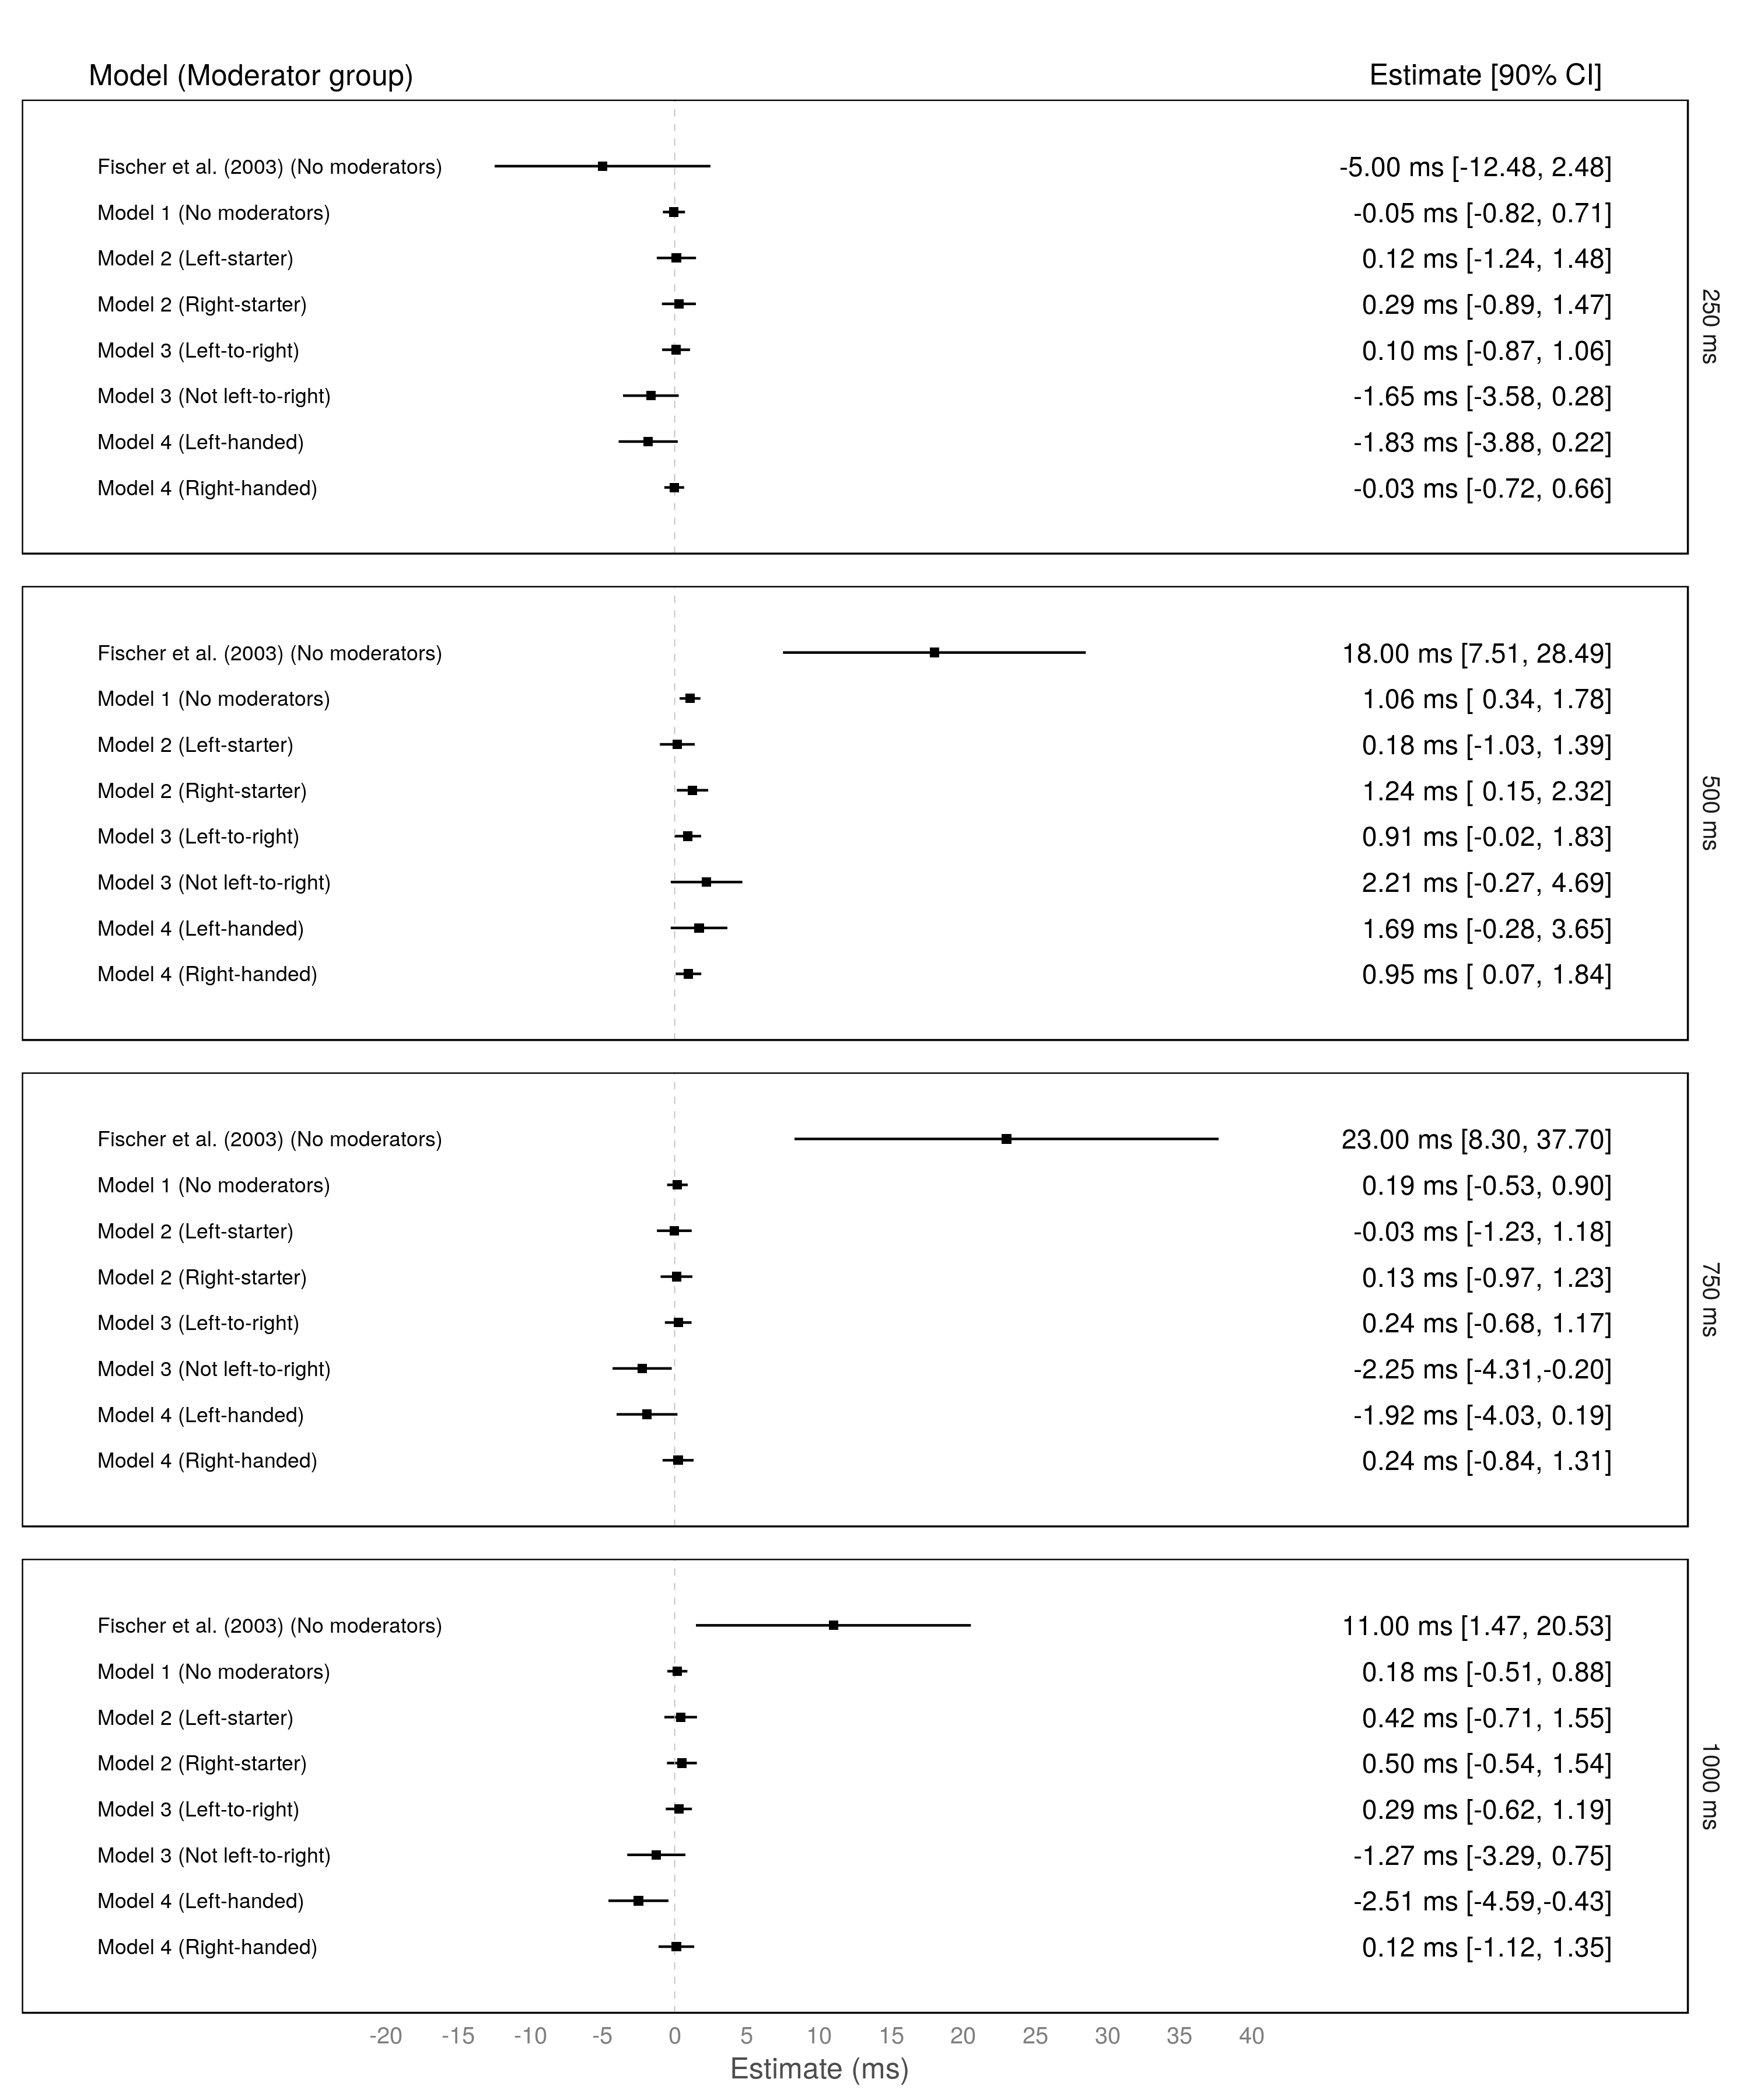 Model (Moderator group) Estimate [90% CI]
Fischer et al. (2003) (No moderators) -5.00 ms [-12.48, 2.48]
Model 1 (No moderators) -0.05 ms [-0.82, 0.71]
Model 2 (Left-starter) 0.12 ms [-1.24, 1.48]
Model 2 (Right-starter) 0.29 ms [-0.89, 1.47]
Model 3 (Left-to-right) 0.10 ms [-0.87, 1.06]
Model 3 (Not left-to-right) -1.65 ms [-3.58, 0.28]
Model 4 (Left-handed) -1.83 ms [-3.88, 0.22]
Model 4 (Right-handed) -0.03 ms [-0.72, 0.66]
250 ms
Fischer et al. (2003) (No moderators) 18.00 ms [7.51, 28.49]
Model 1 (No moderators) 1.06 ms [ 0.34, 1.78]
Model 2 (Left-starter) 0.18 ms [-1.03, 1.39]
Model 2 (Right-starter) 1.24 ms [ 0.15, 2.32]
Model 3 (Left-to-right) 0.91 ms [-0.02, 1.83]
Model 3 (Not left-to-right) 2.21 ms [-0.27, 4.69]
Model 4 (Left-handed) 1.69 ms [-0.28, 3.65]
Model 4 (Right-handed) 0.95 ms [ 0.07, 1.84]
500 ms
Fischer et al. (2003) (No moderators) 23.00 ms [8.30, 37.70]
Model 1 (No moderators) 0.19 ms [-0.53, 0.90]
Model 2 (Left-starter) -0.03 ms [-1.23, 1.18]
Model 2 (Right-starter) 0.13 ms [-0.97, 1.23]
Model 3 (Left-to-right) 0.24 ms [-0.68, 1.17]
Model 3 (Not left-to-right) -2.25 ms [-4.31,-0.20]
Model 4 (Left-handed) -1.92 ms [-4.03, 0.19]
Model 4 (Right-handed) 0.24 ms [-0.84, 1.31]
750 ms
Fischer et al. (2003) (No moderators) 11.00 ms [1.47, 20.53]
Model 1 (No moderators) 0.18 ms [-0.51, 0.88]
Model 2 (Left-starter) 0.42 ms [-0.71, 1.55]
Model 2 (Right-starter) 0.50 ms [-0.54, 1.54]
Model 3 (Left-to-right) 0.29 ms [-0.62, 1.19]
Model 3 (Not left-to-right) -1.27 ms [-3.29, 0.75]
Model 4 (Left-handed) -2.51 ms [-4.59,-0.43]
Model 4 (Right-handed) 0.12 ms [-1.12, 1.35]
1000 ms
-20 -15 -10 -5 0 5 10 15 20 25 30 35 40
Estimate (ms)